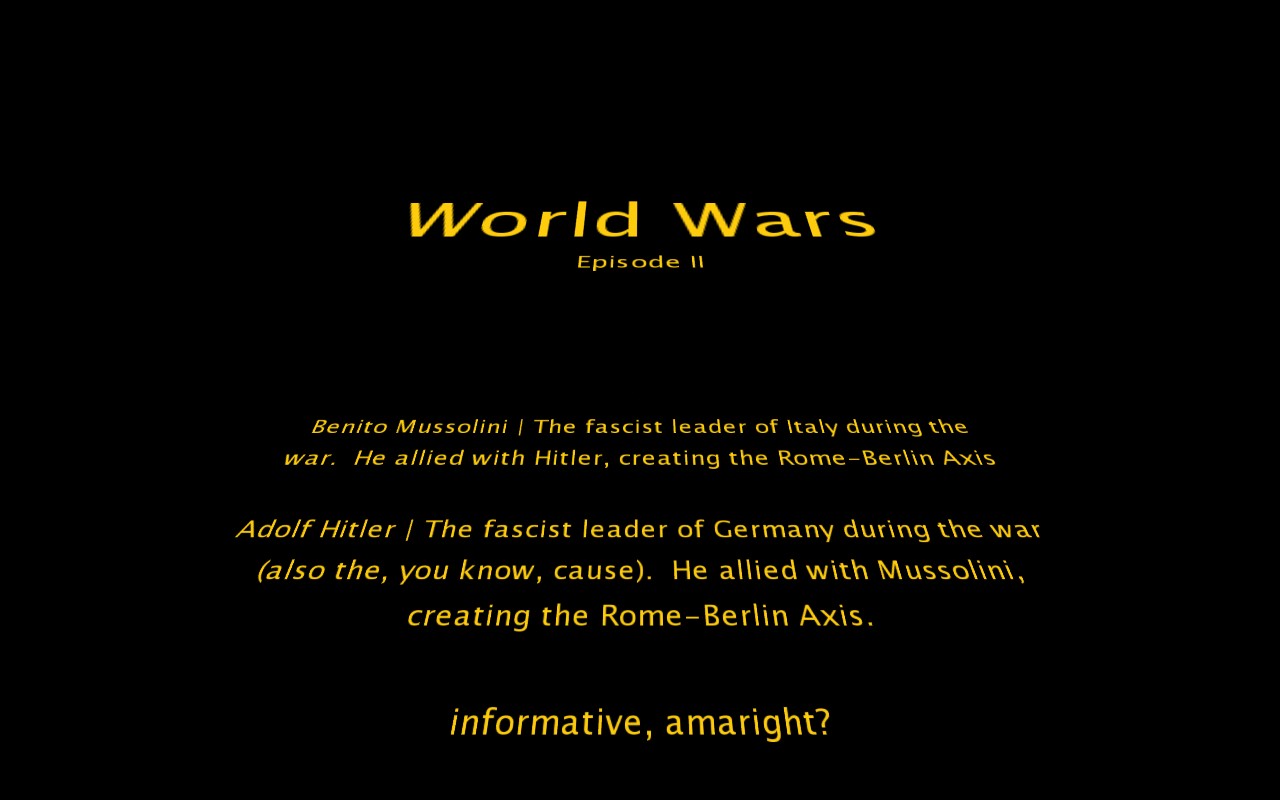 World Wars
Episode II
Benito Mussolini | The fascist leader of Italy during the
war.  He allied with Hitler, creating the Rome-Berlin Axis
Adolf Hitler | The fascist leader of Germany during the war
(also the, you know, cause).  He allied with Mussolini,
creating the Rome-Berlin Axis.
informative, amaright?